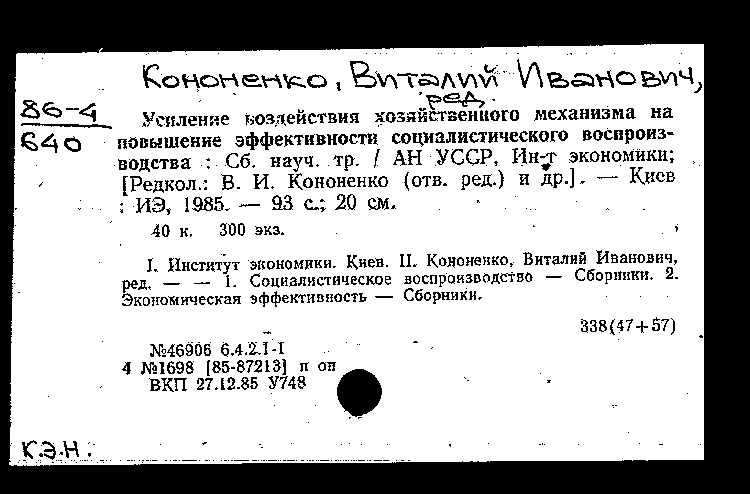 Кононенко, Виталий Иванович,
ред.
86-4
640
Усиление воздействия хозяйственного механизма на
повышение эффективности социалистического воспроиз-
водства : Сб. науч. тр. / АН УССР, Ин-т экономики;
[Редкол.: В. И. Кононенко (отв. ред.) и др.]. — Киев
: ИЭ, 1985. — 93 с.; 20 см.
40 к. 300 экз.
I. Институт экономики. Киев. II. Кононенко, Виталий Иванович,
ред. — — 1. Социалистическое воспроизводство — Сборники. 2.
Экономическая эффективность — Сборники.
338(47+57)
№46906 6.4.2.1-1
4 №1698 [85-87213] п оп
ВКП 27.12.85 У748
К.Э.Н.